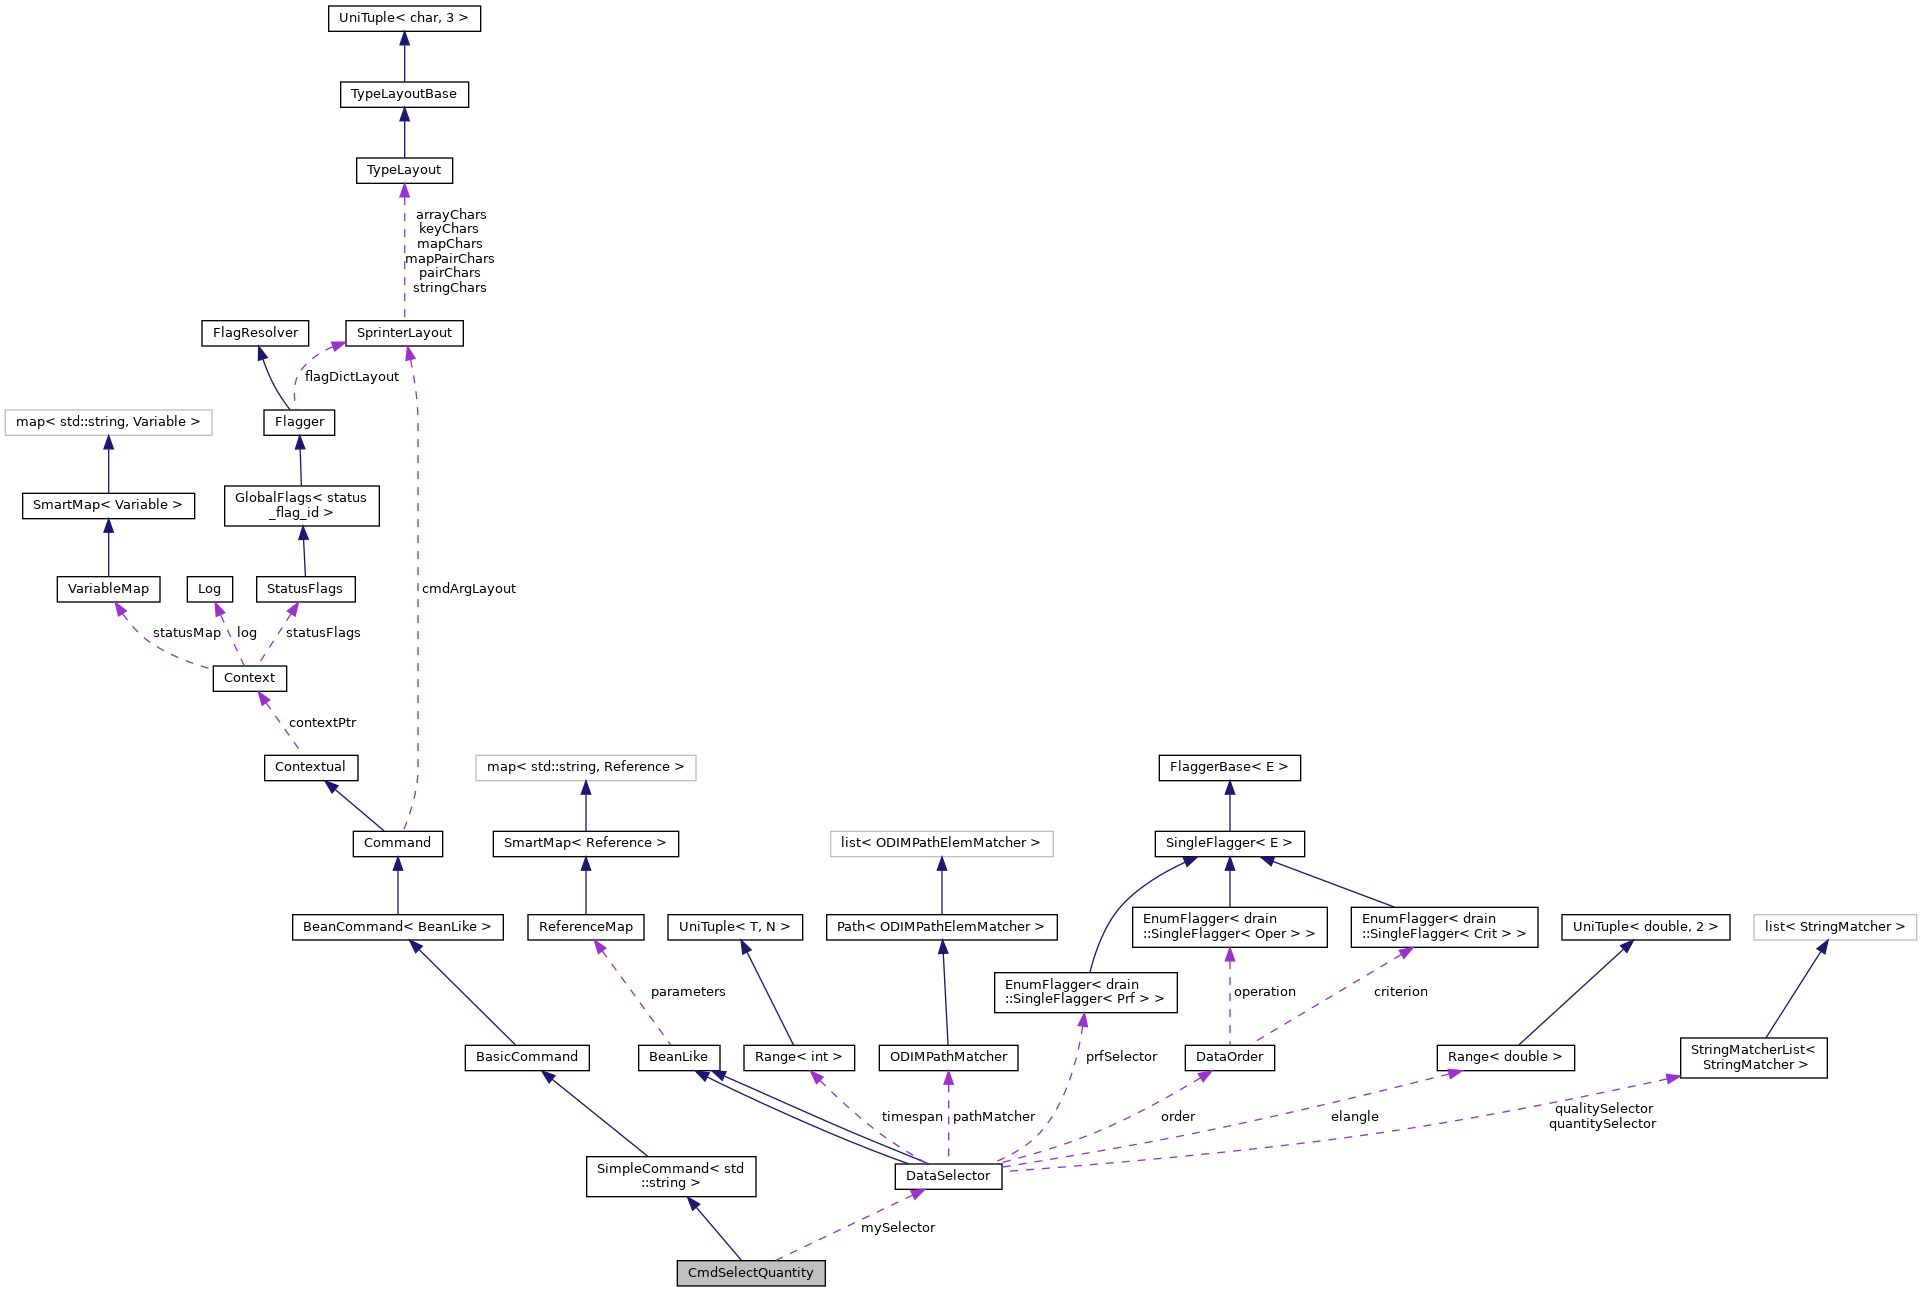 UniTuple< char, 3 >
TypeLayoutBase
TypeLayout
arrayChars
keyChars
mapChars
mapPairChars
pairChars
stringChars
FlagResolver
SprinterLayout
flagDictLayout
map< std::string, Variable >
Flagger
SmartMap< Variable >
GlobalFlags< status
_flag_id >
VariableMap
Log
StatusFlags
cmdArgLayout
statusMap
log
statusFlags
Context
contextPtr
Contextual
map< std::string, Reference >
FlaggerBase< E >
Command
SmartMap< Reference >
list< ODIMPathElemMatcher >
SingleFlagger< E >
BeanCommand< BeanLike >
ReferenceMap
UniTuple< T, N >
Path< ODIMPathElemMatcher >
EnumFlagger< drain
::SingleFlagger< Oper > >
EnumFlagger< drain
::SingleFlagger< Crit > >
UniTuple< double, 2 >
list< StringMatcher >
parameters
EnumFlagger< drain
::SingleFlagger< Prf > >
operation
criterion
BasicCommand
BeanLike
Range< int >
ODIMPathMatcher
prfSelector
DataOrder
Range< double >
StringMatcherList<
StringMatcher >
timespan
pathMatcher
order
elangle
qualitySelector
quantitySelector
SimpleCommand< std
::string >
DataSelector
mySelector
CmdSelectQuantity